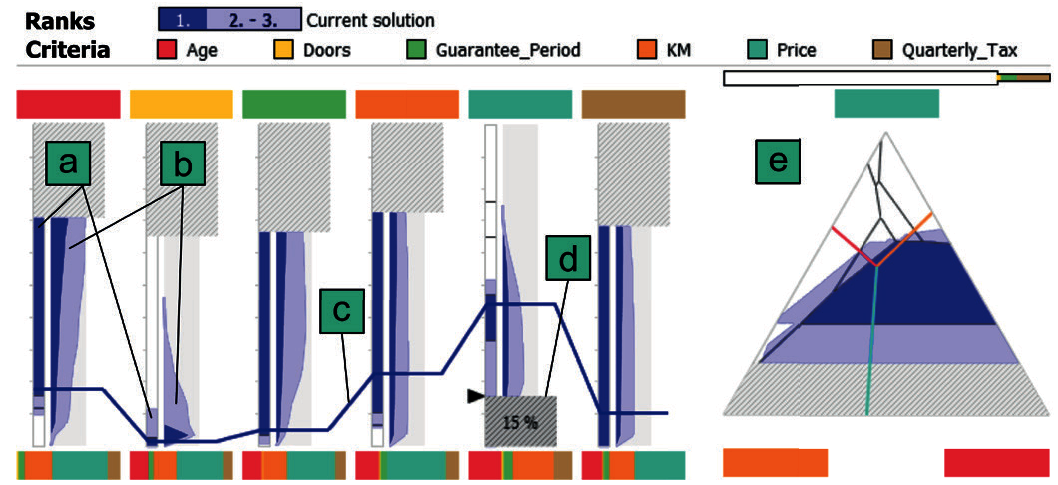 Ranks 1. 2. - 3. Current solution
Criteria Age Doors Guarantee_Period KM Price Quarterly_Tax
a
b
e
d
c
15 %